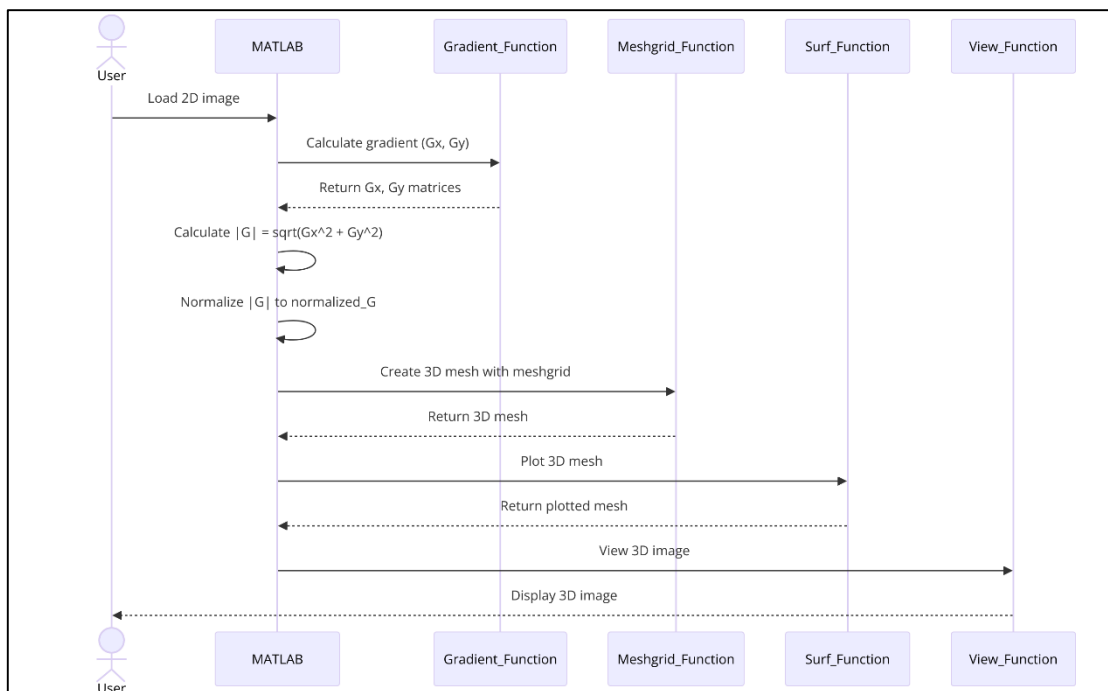 User
MATLAB
Gradient_Function
Meshgrid_Function
Surf_Function
View_Function
Load 2D image
Calculate gradient (Gx, Gy)
Return Gx, Gy matrices
Calculate |G| = sqrt(Gx^2 + Gy^2)
Normalize |G| to normalized_G
Create 3D mesh with meshgrid
Return 3D mesh
Plot 3D mesh
Return plotted mesh
View 3D image
Display 3D image
User
MATLAB
Gradient_Function
Meshgrid_Function
Surf_Function
View_Function